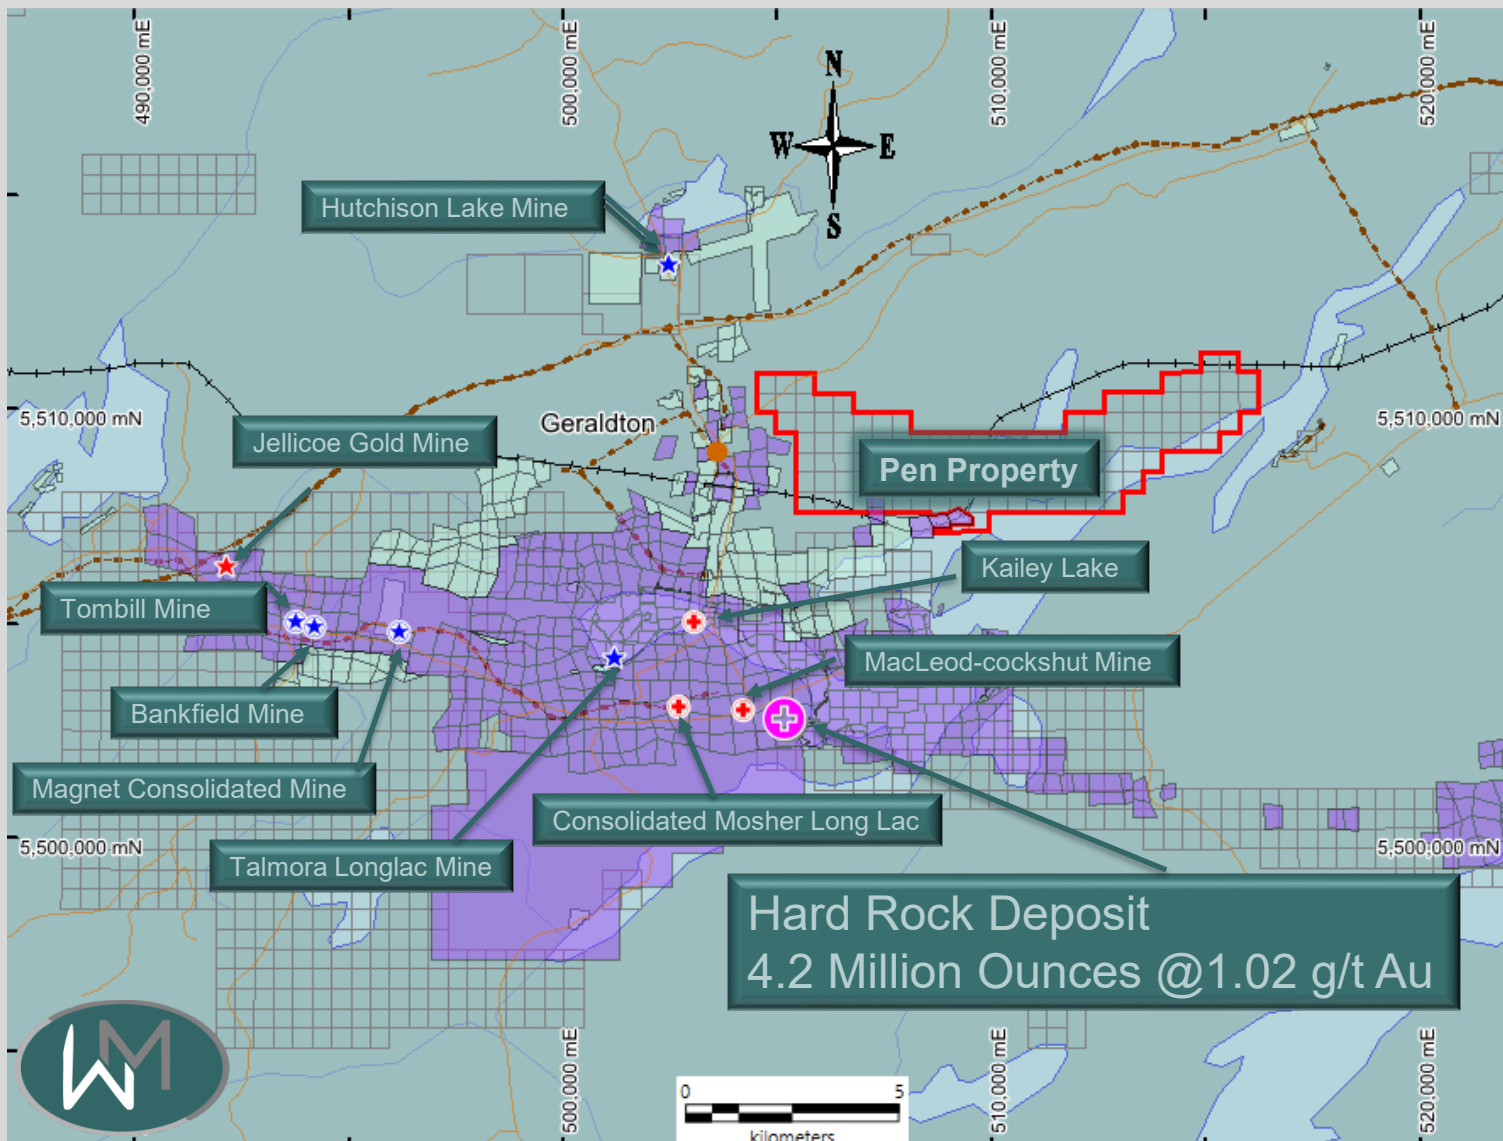 490,000 mE
500,000 mE
510,000 mE
520,000 mE
N
W E
S
Hutchison Lake Mine
5,510,000 mN
Geraldton
5,510,000 mN
Jellicoe Gold Mine
Pen Property
Kailey Lake
Tombill Mine
MacLeod-cockshut Mine
Bankfield Mine
Magnet Consolidated Mine
Consolidated Mosher Long Lac
5,500,000 mN
5,500,000 mN
Talmora Longlac Mine
Hard Rock Deposit
4.2 Million Ounces @1.02 g/t Au
WM
500,000 mE
510,000 mE
520,000 mE
0 5
kilometers